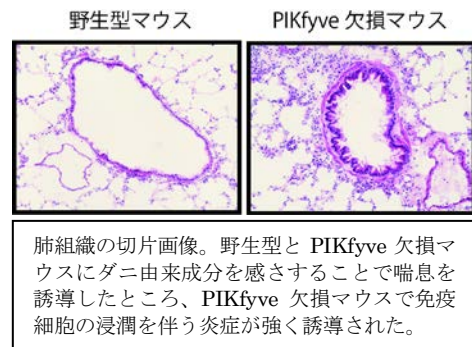 野生型マウス
PIKfyve 欠損マウス
肺組織の切片画像。野生型と PIKfyve 欠損マ
ウスにダニ由来成分を感さすることで喘息を
誘導したところ、PIKfyve 欠損マウスで免疫
細胞の浸潤を伴う炎症が強く誘導された。